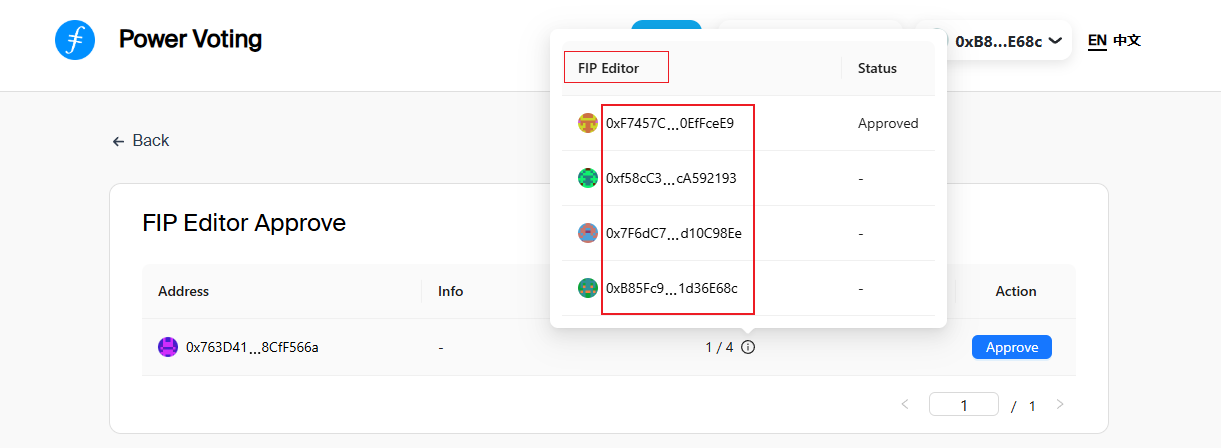 Power Voting
0xB8...E68c
EN 中文
FIP Editor Status
0xF7457C...0EfFceE9 Approved
0xf58cC3...cA592193 -
0x7F6dC7...d10C98Ee -
0xB85Fc9...1d36E68c -
Back
FIP Editor Approve
Address Info Action
0x763D41...8CfF566a - 1 / 4 Approve
1 / 1